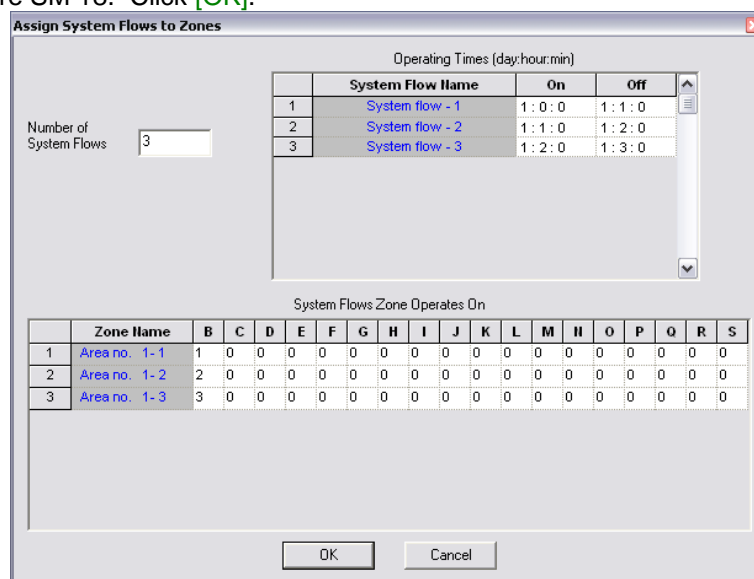 re SM-18. Click [OK].
Assign System Flows to Zones
Operating Times (day:hour:min)
System Flow Name On Off
1 System flow - 1 1 : 0 : 0 1 : 1 : 0
Number of
System Flows 3
2 System flow - 2 1 : 1 : 0 1 : 2 : 0
3 System flow - 3 1 : 2 : 0 1 : 3 : 0
System Flows Zone Operates On
Zone Name B C D E F G H I J K L M N O P Q R S
1 Area no. 1- 1 1 0 0 0 0 0 0 0 0 0 0 0 0 0 0 0 0 0
2 Area no. 1- 2 2 0 0 0 0 0 0 0 0 0 0 0 0 0 0 0 0 0
3 Area no. 1- 3 3 0 0 0 0 0 0 0 0 0 0 0 0 0 0 0 0 0
OK Cancel